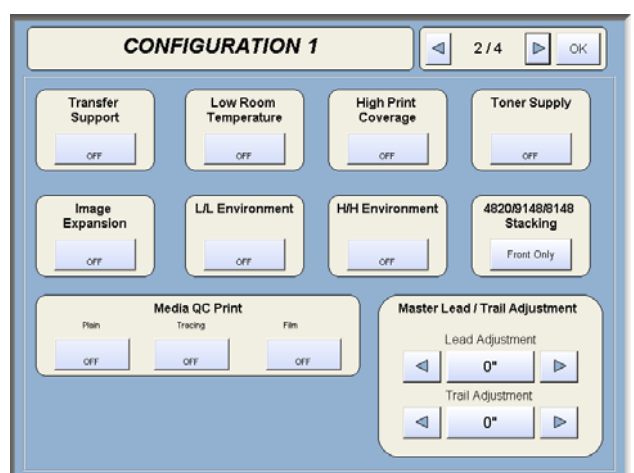 CONFIGURATION 1
2 / 4
OK
Transfer
Support
OFF
Low Room
Temperature
OFF
High Print
Coverage
OFF
Toner Supply
OFF
Image
Expansion
OFF
L/L Environment
OFF
H/H Environment
OFF
4820/9148/8148
Stacking
Front Only
Media QC Print
Plain
OFF
Tracing
OFF
Film
OFF
Master Lead / Trail Adjustment
Lead Adjustment
0"
Trail Adjustment
0"